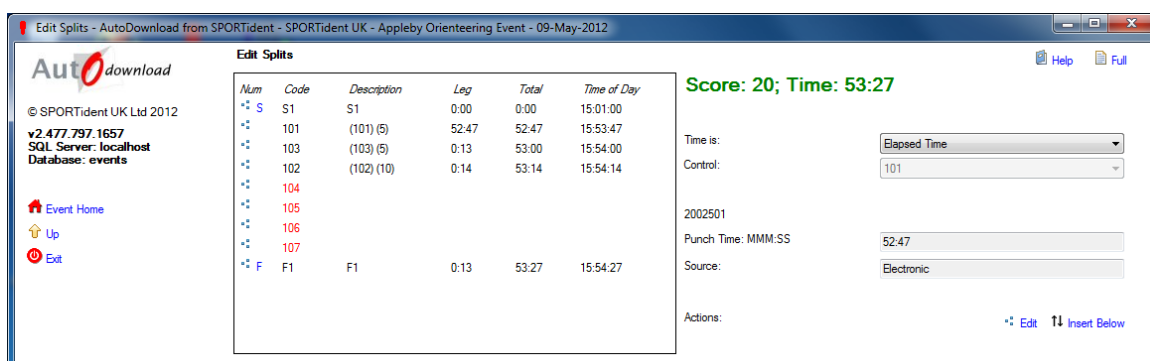 Edit Splits - AutoDownload from SPORTident - SPORTident UK - Appleby Orienteering Event - 09-May-2012
AutOdownload
© SPORTident UK Ltd 2012
v2.477.797.1657
SQL Server: localhost
Database: events
Event Home
Up
Exit
Edit Splits
Num Code Description Leg Total Time of Day
S S1 S1 0:00 0:00 15:01:00
101 (101) (5) 52:47 52:47 15:53:47
103 (103) (5) 0:13 53:00 15:54:00
102 (102) (10) 0:14 53:14 15:54:14
104
105
106
107
F F1 F1 0:13 53:27 15:54:27
Help Full
Score: 20; Time: 53:27
Time is: Elapsed Time
Control: 101
2002501
Punch Time: MMM:SS 52:47
Source: Electronic
Actions: Edit Insert Below